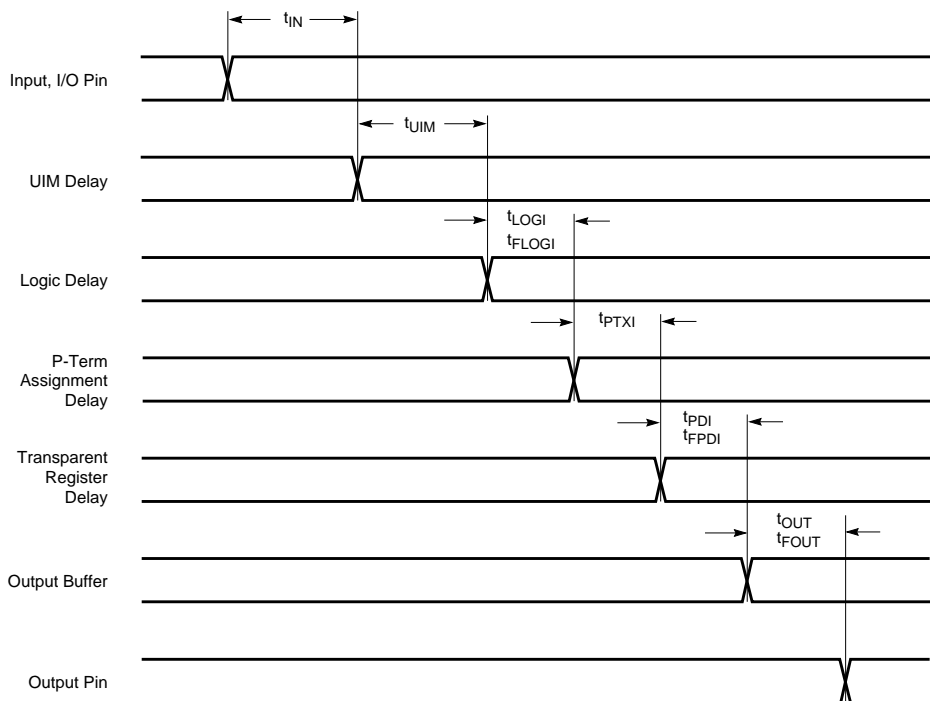 tIN
Input, I/O Pin
tUIM
UIM Delay
tLOGI
tFLOGI
Logic Delay
tPTXI
P-Term
Assignment
Delay
tPDI
tFPDI
Transparent
Register
Delay
tOUT
tFOUT
Output Buffer
Output Pin